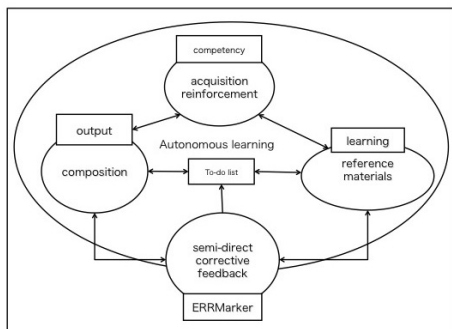 competency
acquisition
reinforcement
output
composition
Autonomous learning
To-do list
learning
reference
materials
semi-direct
corrective
feedback
ERRMarker